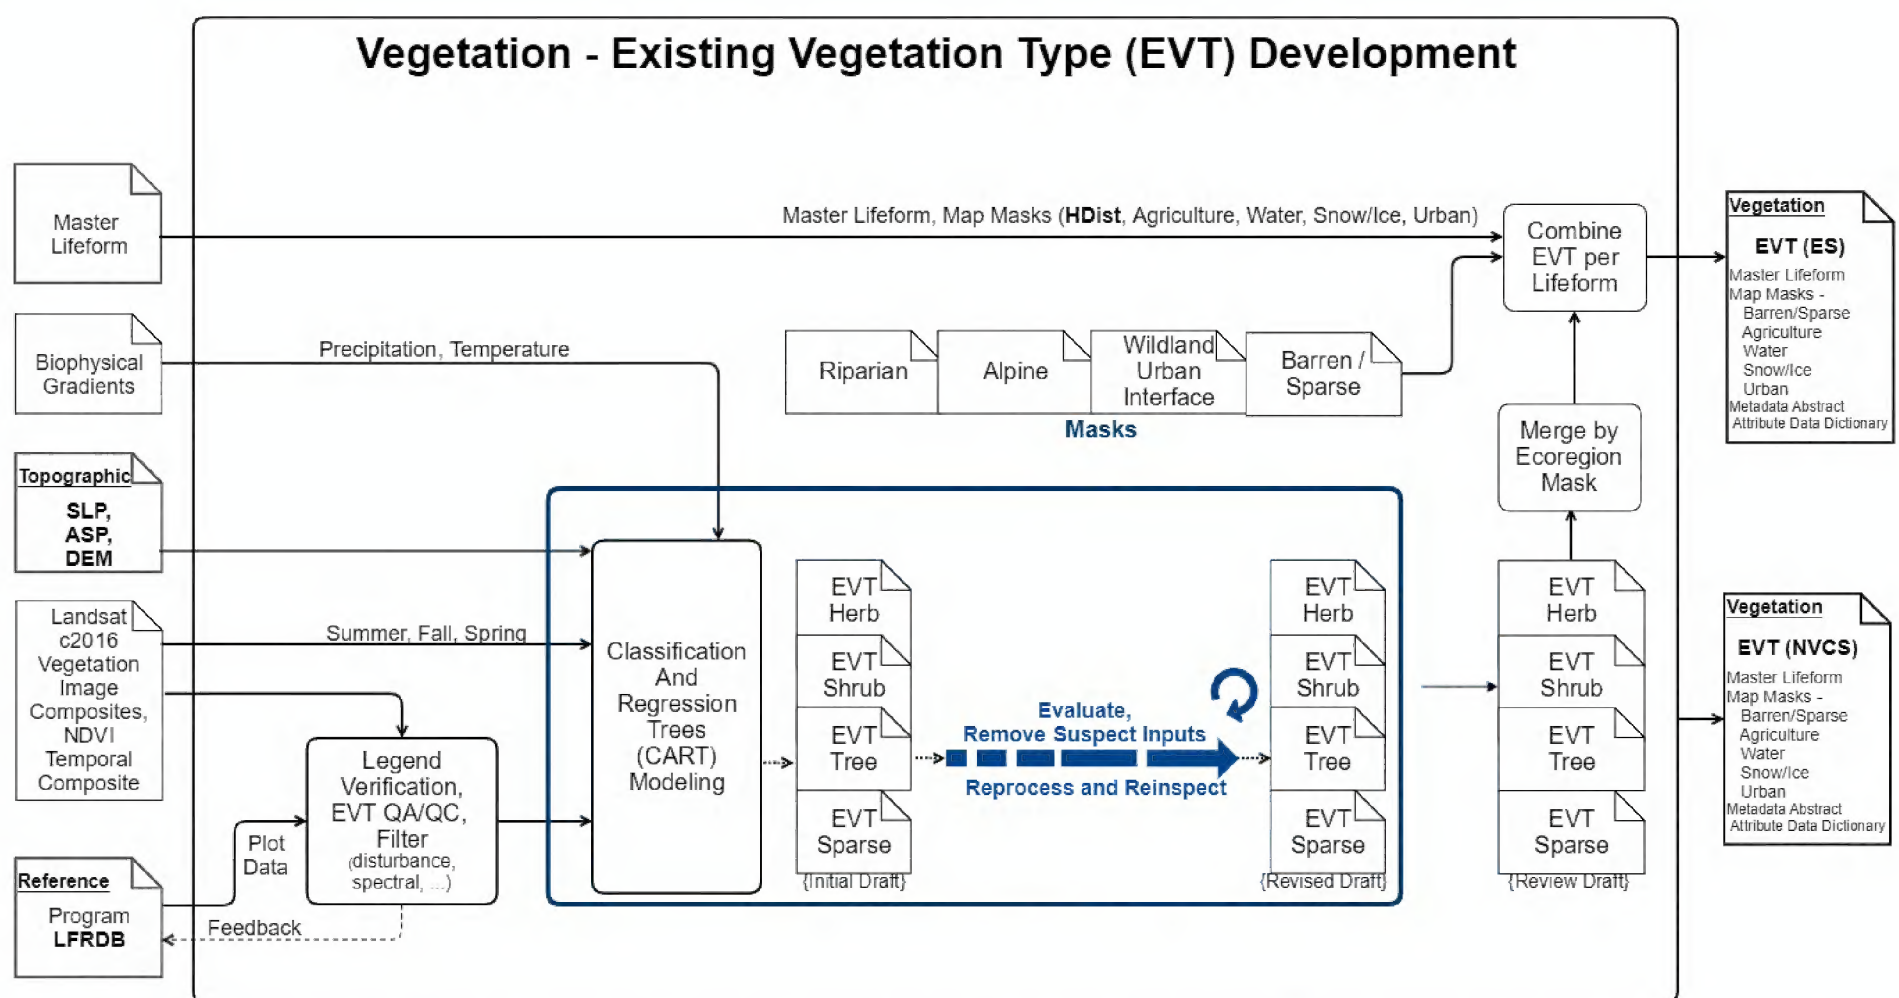 Vegetation - Existing Vegetation Type (EVT) Development
Master
Lifeform
Master Lifeform, Map Masks (HDist, Agriculture, Water, Snow/Ice, Urban)
Combine
EVT per
Lifeform
Vegetation
EVT (ES)
Master Lifeform
Map Masks -
Barren/Sparse
Agriculture
Water
Snow/Ice
Urban
Metadata Abstract
Attribute Data Dictionary
Biophysical
Gradients
Precipitation, Temperature
Riparian
Alpine
Wildland
Urban
Interface
Barren /
Sparse
Masks
Merge by
Ecoregion
Mask
Topographic
SLP,
ASP,
DEM
Landsat
c2016
Vegetation
Image
Composites,
NDVI
Temporal
Composite
Summer, Fall, Spring
Legend
Verification,
EVT QA/QC,
Filter
(disturbance,
spectral, ...)
Plot
Data
Reference
Program
LFRDB
Feedback
Classification
And
Regression
Trees
(CART)
Modeling
EVT
Herb
EVT
Shrub
EVT
Tree
EVT
Sparse
{Initial Draft}
Evaluate,
Remove Suspect Inputs
Reprocess and Reinspect
EVT
Herb
EVT
Shrub
EVT
Tree
EVT
Sparse
{Revised Draft}
EVT
Herb
EVT
Shrub
EVT
Tree
EVT
Sparse
{Review Draft}
Vegetation
EVT (NVCS)
Master Lifeform
Map Masks -
Barren/Sparse
Agriculture
Water
Snow/Ice
Urban
Metadata Abstract
Attribute Data Dictionary